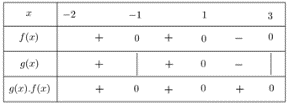 x −2 −1 1 3
f(x) + 0 + 0 − 0
g(x) + | + 0 − |
g(x).f(x) + 0 + 0 + 0